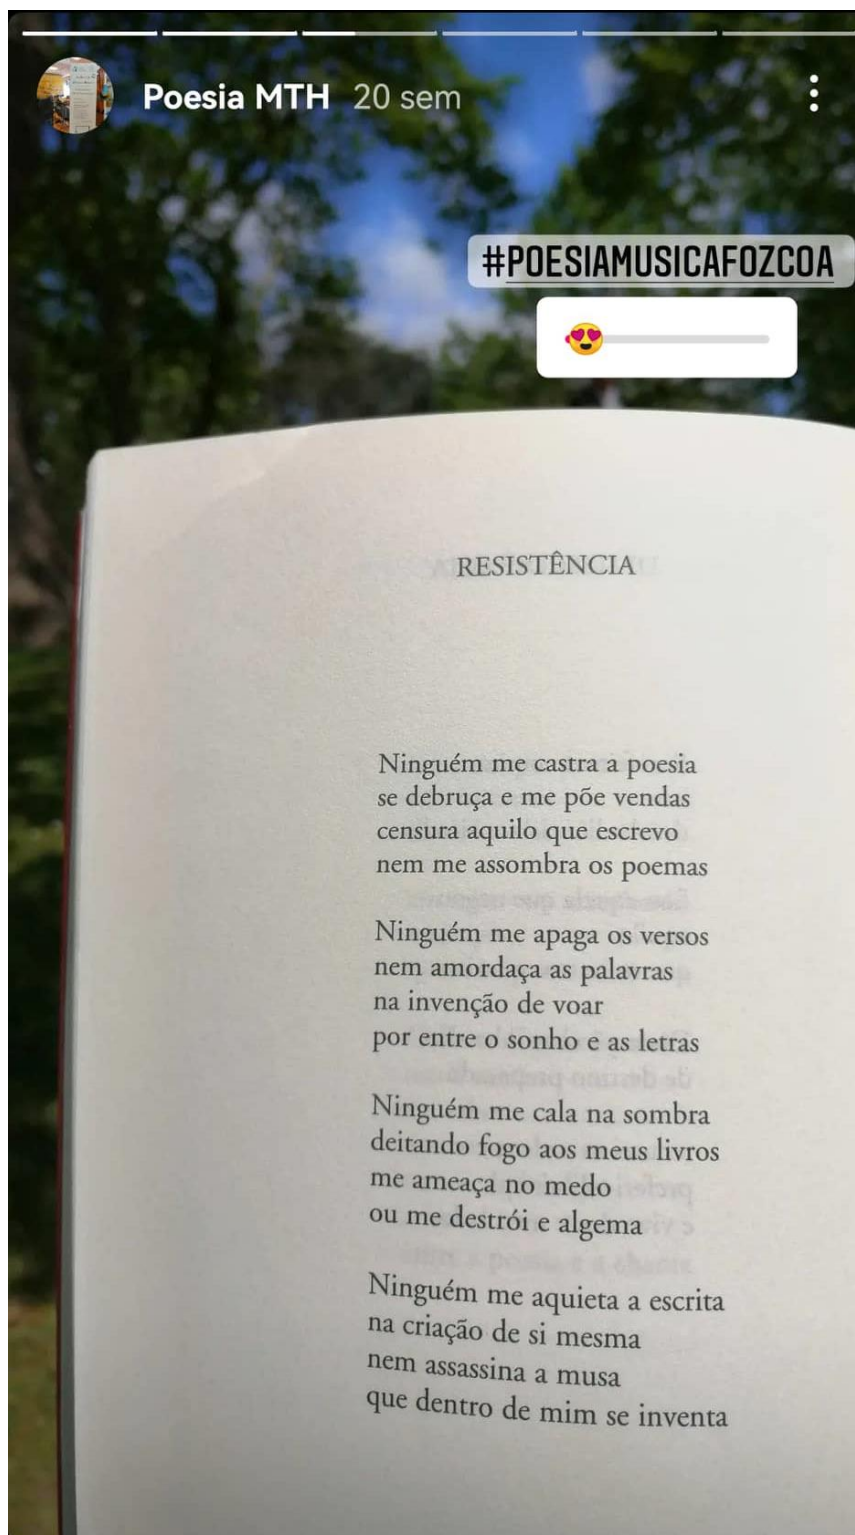 Poesia MTH 20 sem
#POESIAMUSICAFOZCOA
RESISTÊNCIA
Ninguém me castra a poesia
se debruça e me põe vendas
censura aquilo que escrevo
nem me assombra os poemas
Ninguém me apaga os versos
nem amordaça as palavras
na invenção de voar
por entre o sonho e as letras
Ninguém me cala na sombra
deitando fogo aos meus livros
me ameaça no medo
ou me destrói e algema
Ninguém me aquieta a escrita
na criação de si mesma
nem assassina a musa
que dentro de mim se inventa